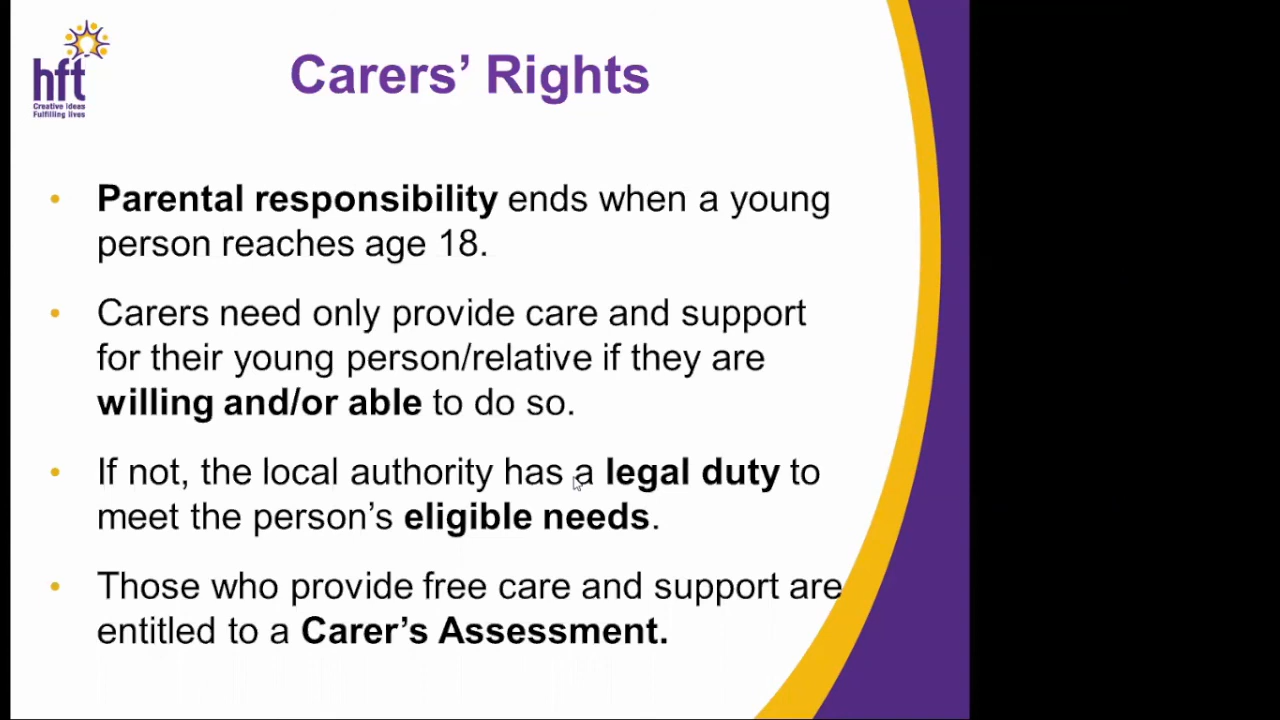 hft
Creative ideas
Fulfilling lives
Carers’ Rights
• Parental responsibility ends when a young
person reaches age 18.
• Carers need only provide care and support
for their young person/relative if they are
willing and/or able to do so.
• If not, the local authority has a legal duty to
meet the person’s eligible needs.
• Those who provide free care and support are
entitled to a Carer’s Assessment.